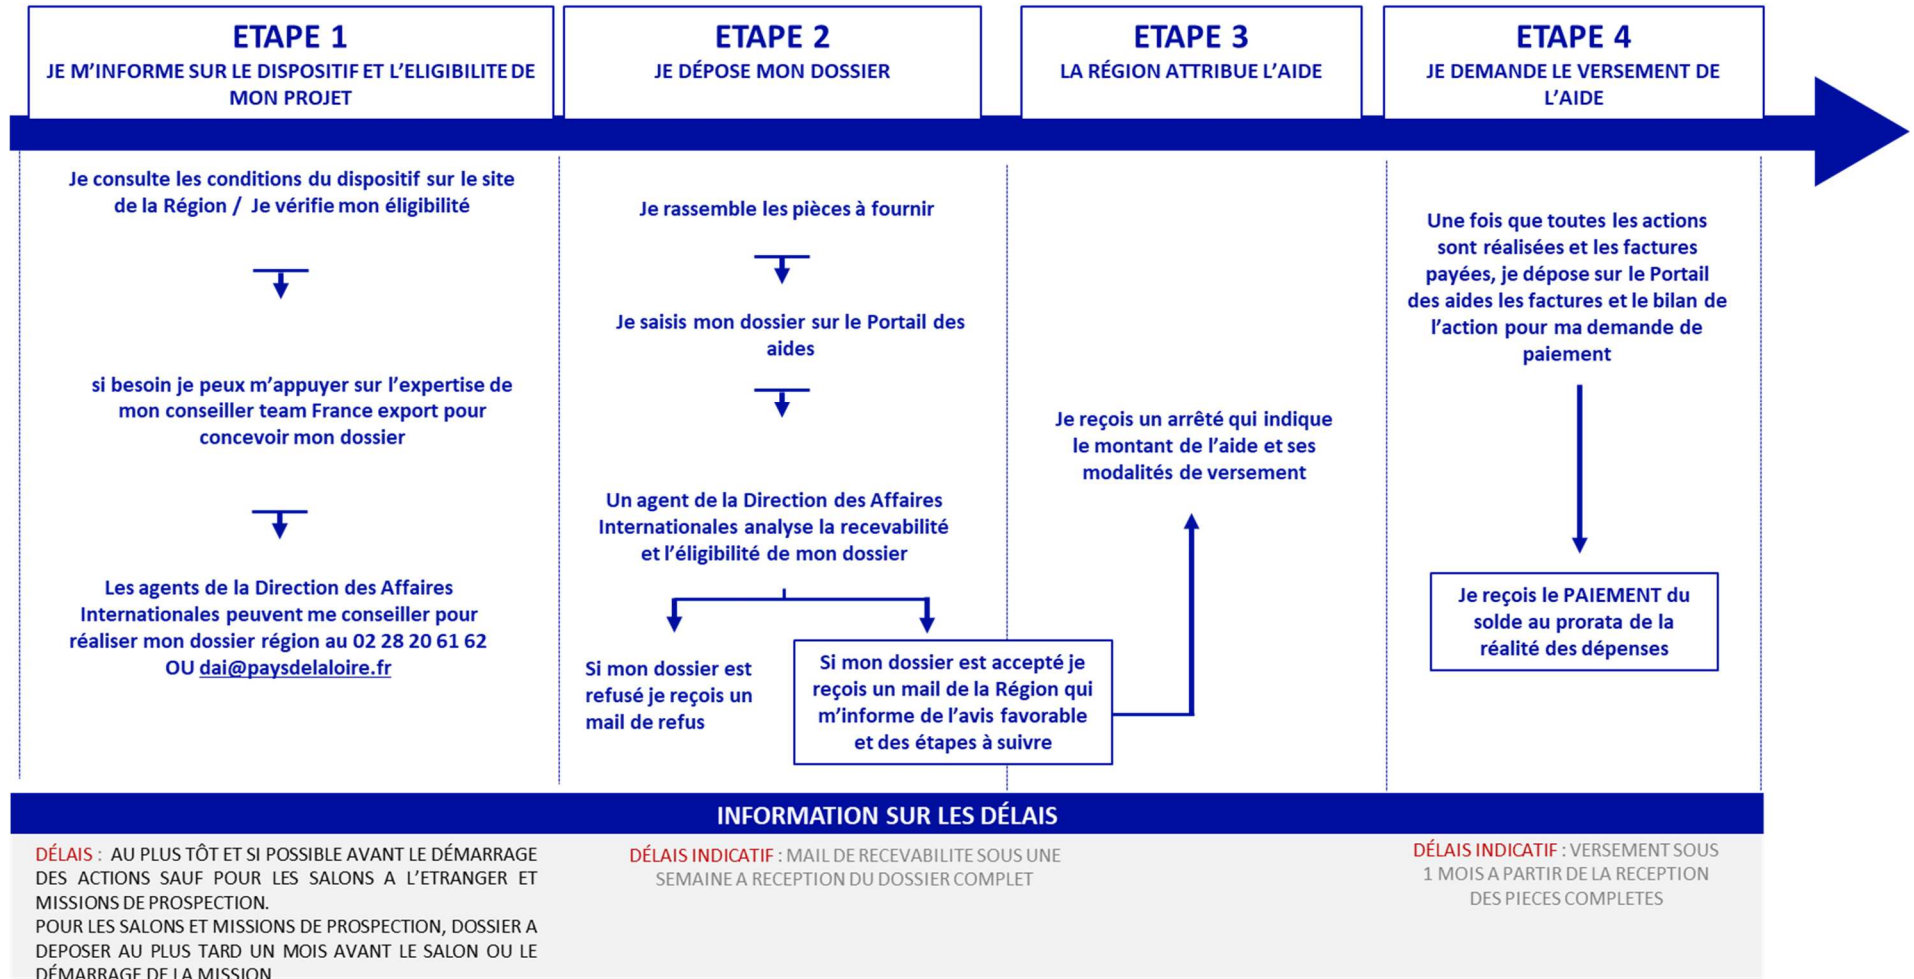 ETAPE 1
JE M'INFORME SUR LE DISPOSITIF ET L'ELIGIBILITE DE
MON PROJET
ETAPE 2
JE DÉPOSE MON DOSSIER
ETAPE 3
LA RÉGION ATTRIBUE L'AIDE
ETAPE 4
JE DEMANDE LE VERSEMENT DE
L'AIDE
Je consulte les conditions du dispositif sur le site
de la Région / Je vérifie mon éligibilité
si besoin je peux m'appuyer sur l'expertise de
mon conseiller team France export pour
concevoir mon dossier
Les agents de la Direction des Affaires
Internationales peuvent me conseiller pour
réaliser mon dossier région au 02 28 20 61 62
OU dai@paysdelaloire.fr
Je rassemble les pièces à fournir
Je saisis mon dossier sur le Portail des
aides
Un agent de la Direction des Affaires
Internationales analyse la recevabilité
et l'éligibilité de mon dossier
Si mon dossier est
refusé je reçois un
mail de refus
Si mon dossier est accepté je
reçois un mail de la Région qui
m'informe de l'avis favorable
et des étapes à suivre
Je reçois un arrêté qui indique
le montant de l'aide et ses
modalités de versement
Une fois que toutes les actions
sont réalisées et les factures
payées, je dépose sur le Portail
des aides les factures et le bilan de
l'action pour ma demande de
paiement
Je reçois le PAIEMENT du
solde au prorata de la
réalité des dépenses
INFORMATION SUR LES DÉLAIS
DÉLAIS : AU PLUS TÔT ET SI POSSIBLE AVANT LE DÉMARRAGE
DES ACTIONS SAUF POUR LES SALONS A L'ETRANGER ET
MISSIONS DE PROSPECTION.
POUR LES SALONS ET MISSIONS DE PROSPECTION, DOSSIER A
DEPOSER AU PLUS TARD UN MOIS AVANT LE SALON OU LE
DÉMARRAGE DE LA MISSION
DÉLAIS INDICATIF : MAIL DE RECEVABILITE SOUS UNE
SEMAINE A RECEPTION DU DOSSIER COMPLET
DÉLAIS INDICATIF : VERSEMENT SOUS
1 MOIS A PARTIR DE LA RECEPTION
DES PIECES COMPLETES